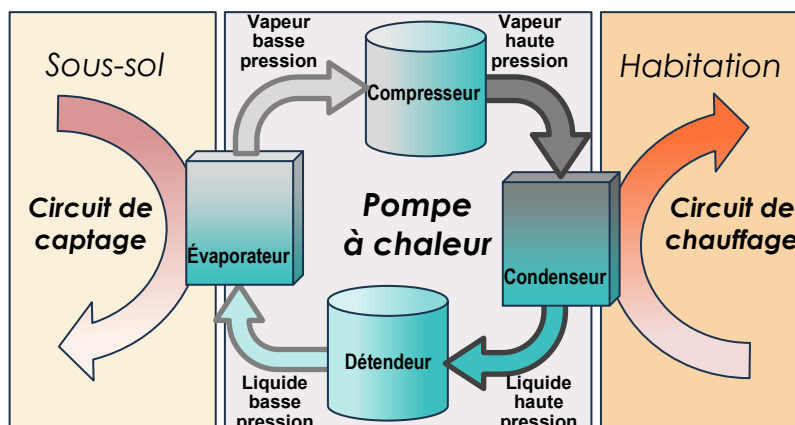 Vapeur
basse
pression
Vapeur
haute
pression
Sous-sol
Habitation
Compresseur
Circuit de
captage
Pompe
à chaleur
Circuit de
chauffage
Évaporateur
Condenseur
Détendeur
Liquide
basse
pression
Liquide
haute
pression